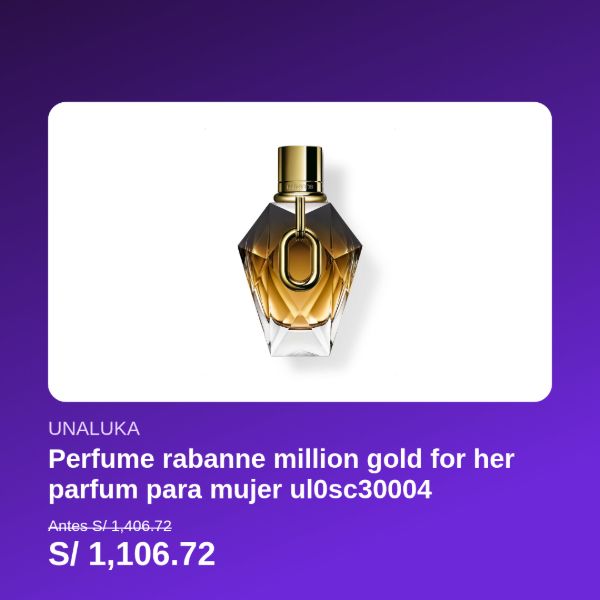 UNALUKA
Perfume rabanne million gold for her
parfum para mujer ul0sc30004
Antes S/ 1,406.72
S/ 1,106.72